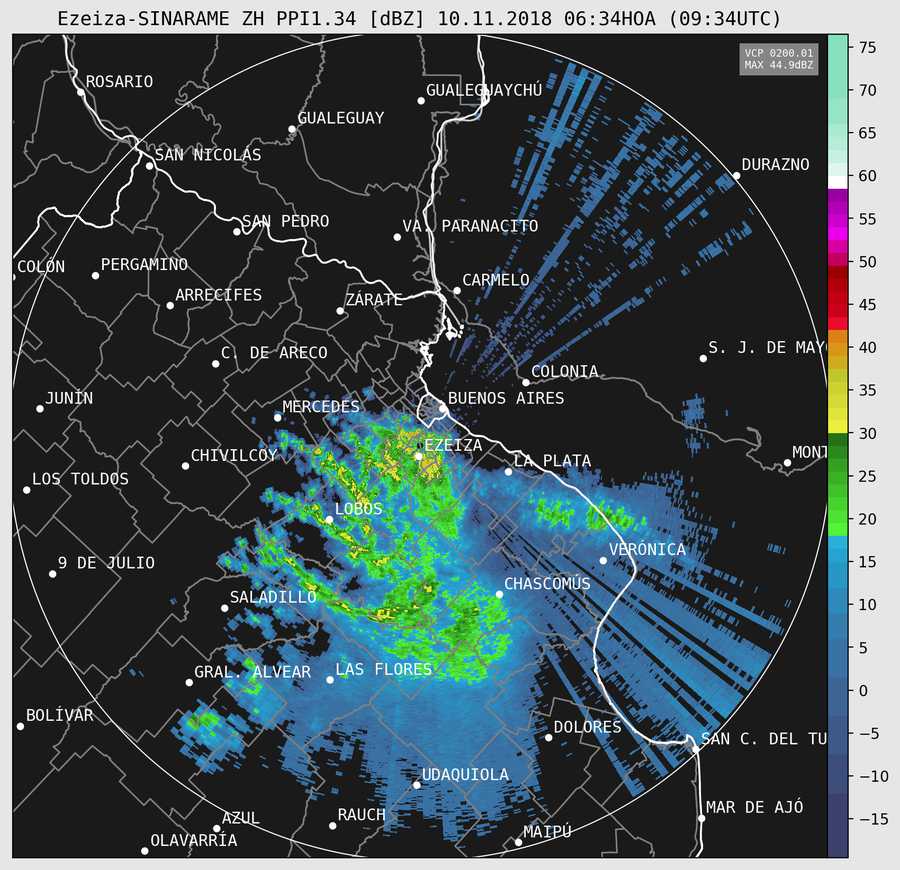 Ezeiza-SINARAME ZH PPI1.34 [dBZ] 10.11.2018 06:34HOA (09:34UTC)
VCP 0200.01
MAX 44.9dBZ
ROSARIO
GUALEGUAYCHÚ
GUALEGUAY
SAN NICOLÁS
DURAZNO
SAN PEDRO
VA. PARANACITO
COLÓN
PERGAMINO
CARMELO
ARRECIFES
ZÁRATE
C. DE ARECO
S. J. DE MAY
COLONIA
JUNÍN
MERCEDES
BUENOS AIRES
CHIVILCOY
EZEIZA
MONT
LOS TOLDOS
LA PLATA
LOBOS
9 DE JULIO
VERÓNICA
SALADILLO
CHASCOMÚS
GRAL. ALVEAR
LAS FLORES
BOLÍVAR
DOLORES
SAN C. DEL TU
UDAQUIOLA
MAR DE AJÓ
AZUL
RAUCH
OLAVARRÍA
MAIPÚ
75
70
65
60
55
50
45
40
35
30
25
20
15
10
5
0
−5
−10
−15